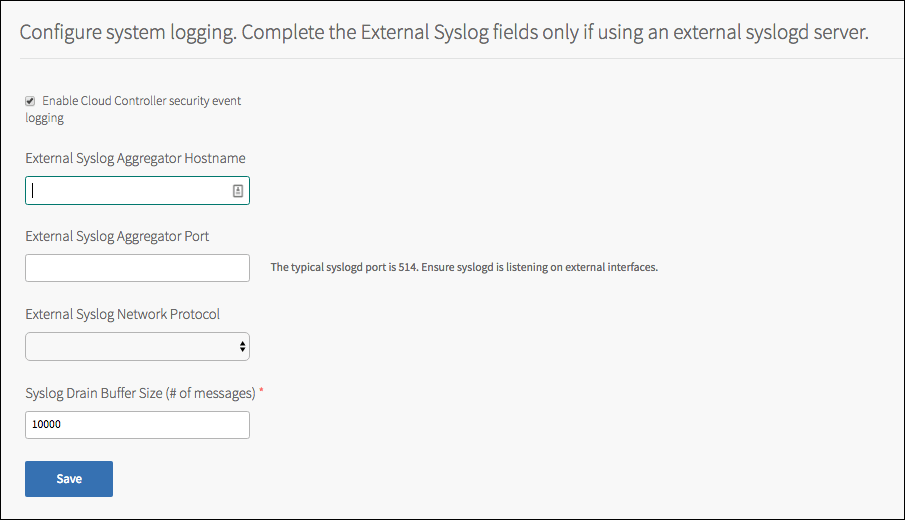 Configure system logging. Complete the External Syslog fields only if using an external syslogd server.
Enable Cloud Controller security event
logging
External Syslog Aggregator Hostname
External Syslog Aggregator Port
The typical syslogd port is 514. Ensure syslogd is listening on external interfaces.
External Syslog Network Protocol
Syslog Drain Buffer Size (# of messages) *
10000
Save